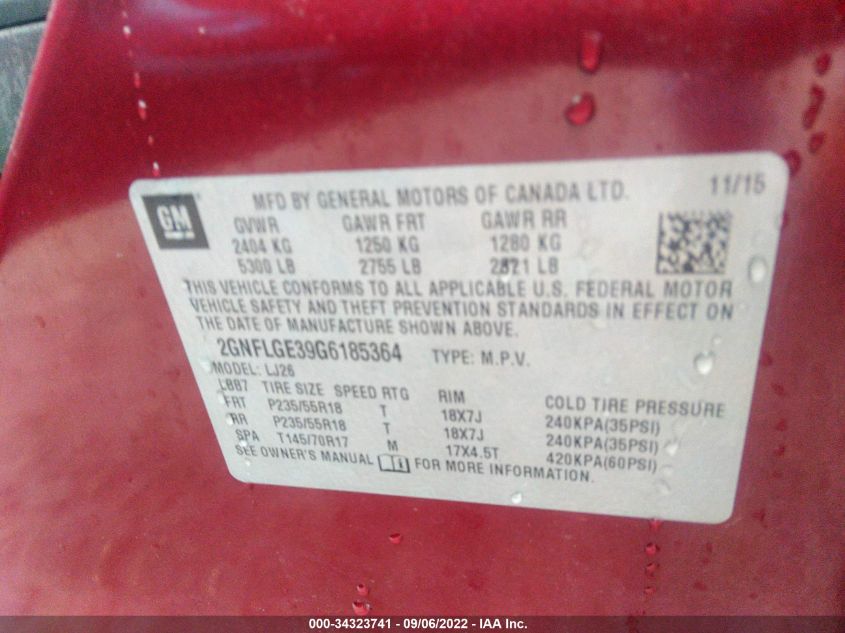 GM
MFD BY GENERAL MOTORS OF CANADA LTD. 11/15
GVWR GAWR FRT GAWR RR
2404 KG 1250 KG 1280 KG
5300 LB 2755 LB 2821 LB
THIS VEHICLE CONFORMS TO ALL APPLICABLE U.S. FEDERAL MOTOR
VEHICLE SAFETY AND THEFT PREVENTION STANDARDS IN EFFECT ON
THE DATE OF MANUFACTURE SHOWN ABOVE.
2GNFLGE39G6185364 TYPE: M.P.V.
MODEL: LJ26
LBB7 TIRE SIZE SPEED RTG RIM COLD TIRE PRESSURE
FRT P235/55R18 T 18X7J 240KPA(35PSI)
RR P235/55R18 T 18X7J 240KPA(35PSI)
SPA T145/70R17 M 17X4.5T 420KPA(60PSI)
SEE OWNER'S MANUAL FOR MORE INFORMATION.
000-34323741 - 09/06/2022 - IAA Inc.